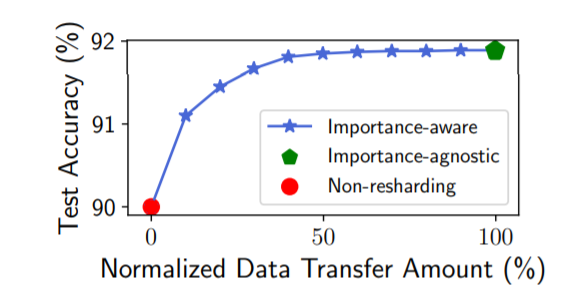 Test Accuracy (%)
92
91
90
Importance-aware
Importance-agnostic
Non-resharding
0
50
100
Normalized Data Transfer Amount (%)